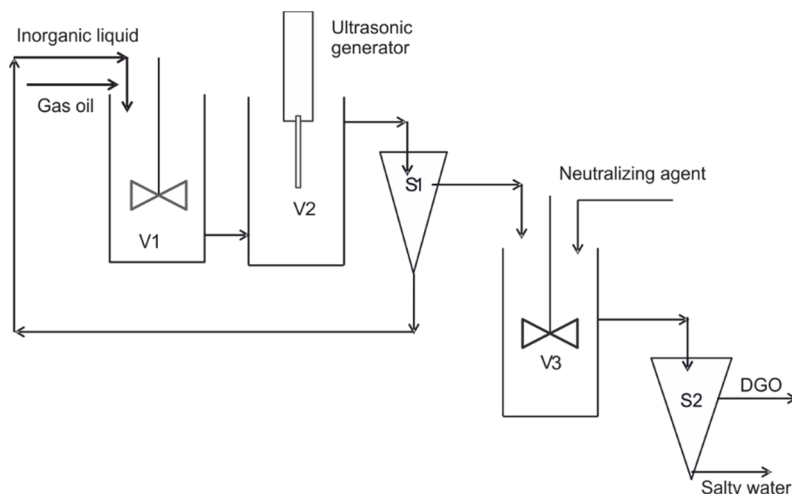 Inorganic liquid
Ultrasonic
generator
Gas oil
V1
V2
S1
Neutralizing agent
V3
S2
DGO
Salty water